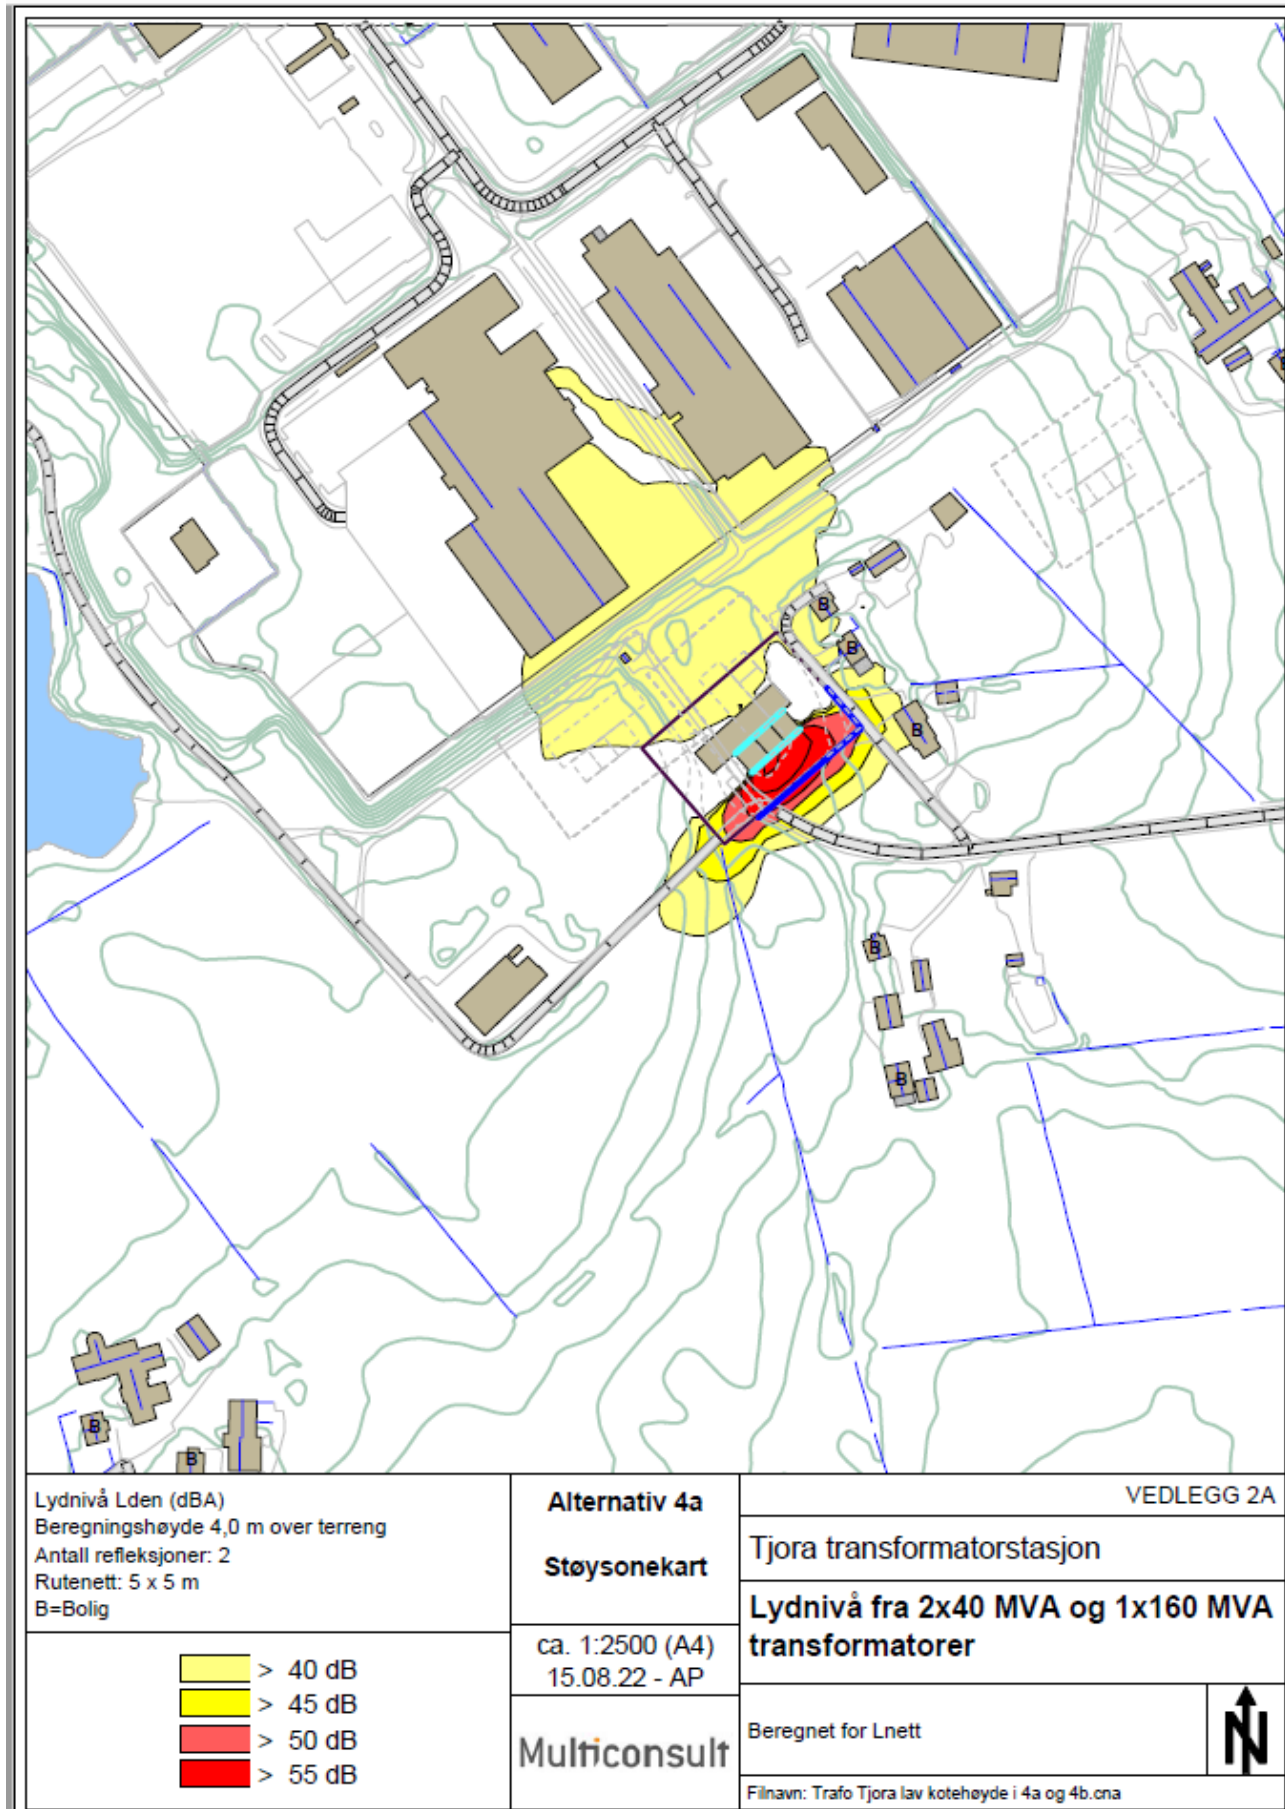 B
B
B
B
B
B
B
Lydnivå Lden (dBA)
Beregningshøyde 4,0 m over terreng
Antall refleksjoner: 2
Rutenett: 5 x 5 m
B=Bolig
> 40 dB
> 45 dB
> 50 dB
> 55 dB
Alternativ 4a
Støysonekart
ca. 1:2500 (A4)
15.08.22 - AP
Multiconsult
VEDLEGG 2A
Tjora transformatorstasjon
Lydnivå fra 2x40 MVA og 1x160 MVA
transformatorer
Beregnet for Lnett
N
Filnavn: Trafo Tjora lav kotehøyde i 4a og 4b.cna